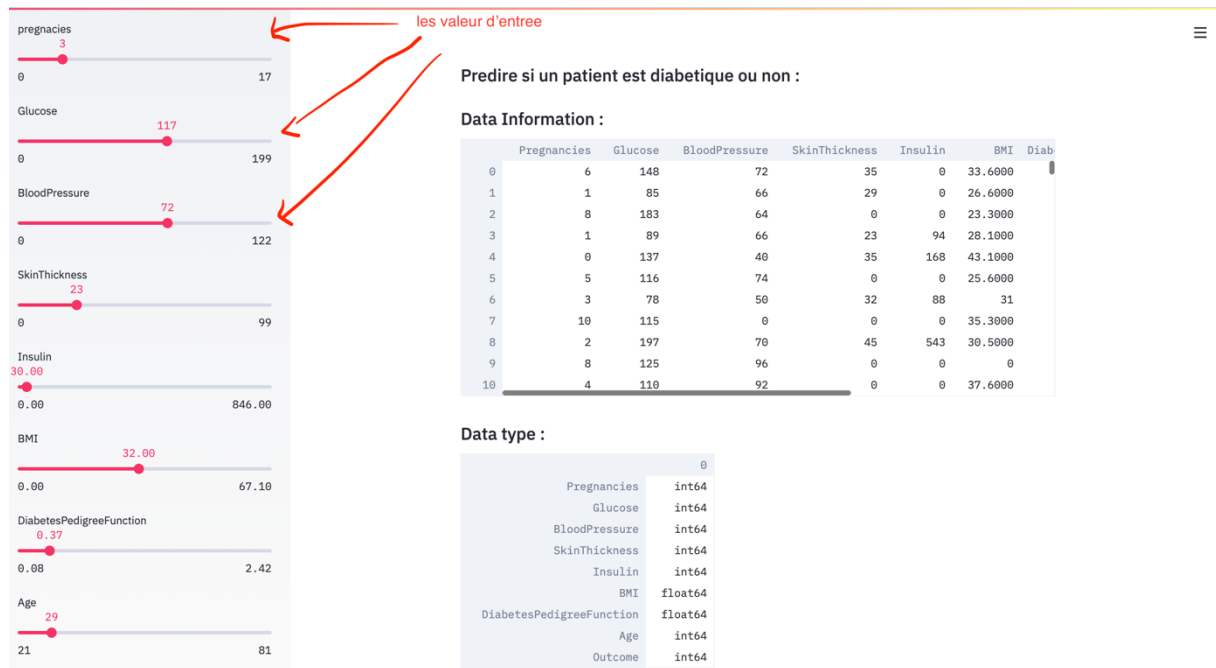 les valeur d'entree
pregnacies
3
0 17
Glucose
117
0 199
BloodPressure
72
0 122
SkinThickness
23
0 99
Insulin
30.00
0.00 846.00
BMI
32.00
0.00 67.10
DiabetesPedigreeFunction
0.37
0.08 2.42
Age
29
21 81
Predire si un patient est diabetique ou non :
Data Information :
Pregnancies Glucose BloodPressure SkinThickness Insulin BMI Diab
0 6 148 72 35 0 33.6000
1 1 85 66 29 0 26.6000
2 8 183 64 0 0 23.3000
3 1 89 66 23 94 28.1000
4 0 137 40 35 168 43.1000
5 5 116 74 0 0 25.6000
6 3 78 50 32 88 31
7 10 115 0 0 0 35.3000
8 2 197 70 45 543 30.5000
9 8 125 96 0 0 0
10 4 110 92 0 0 37.6000
Data type :
0
Pregnancies int64
Glucose int64
BloodPressure int64
SkinThickness int64
Insulin int64
BMI float64
DiabetesPedigreeFunction float64
Age int64
Outcome int64